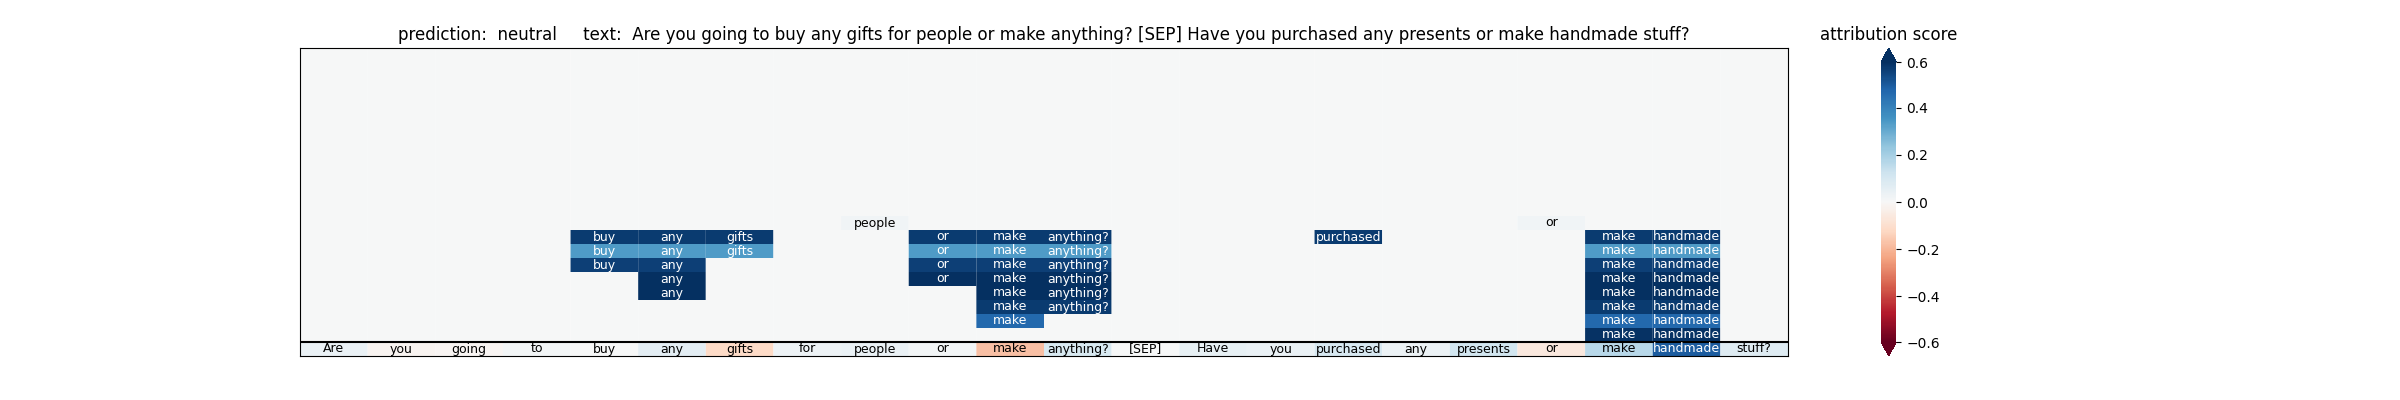 prediction:  neutral     text:  Are you going to buy any gifts for people or make anything? [SEP] Have you purchased any presents or make handmade stuff?
attribution score
0.6
0.4
0.2
0.0
−0.2
−0.4
−0.6
people or
buy any gifts or make anything? purchased make handmade
buy any gifts or make anything? make handmade
buy any or make anything? make handmade
any or make anything? make handmade
any make anything? make handmade
make anything? make handmade
make make handmade
make handmade
Are you going to buy any gifts for people or make anything? [SEP] Have you purchased any presents or make handmade stuff?